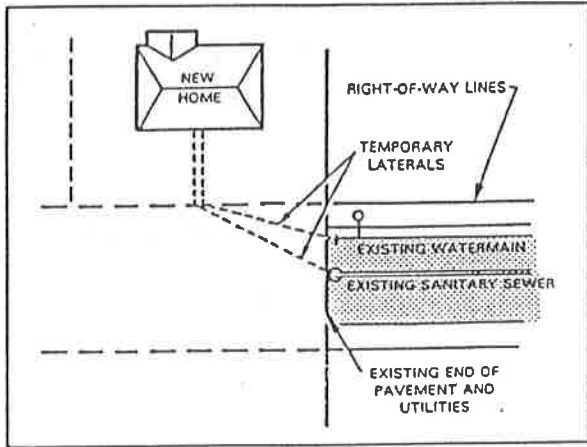 NEW
HOME
RIGHT-OF-WAY LINES
TEMPORARY
LATERALS
EXISTING WATERMAIN
EXISTING SANITARY SEWER
EXISTING END OF
PAVEMENT AND
UTILITIES